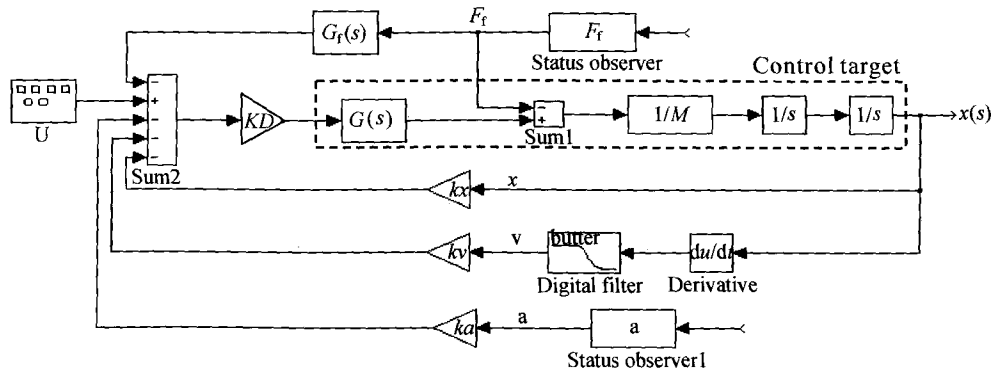 F_f
G_f(s)
F_f
Status observer
Control target
U
− + − − −
Sum2
KD
G(s)
− +
Sum1
1/M
1/s
1/s
x(s)
kx
x
kv
v
butter
Digital filter
du/dt
Derivative
ka
a
a
Status observer1